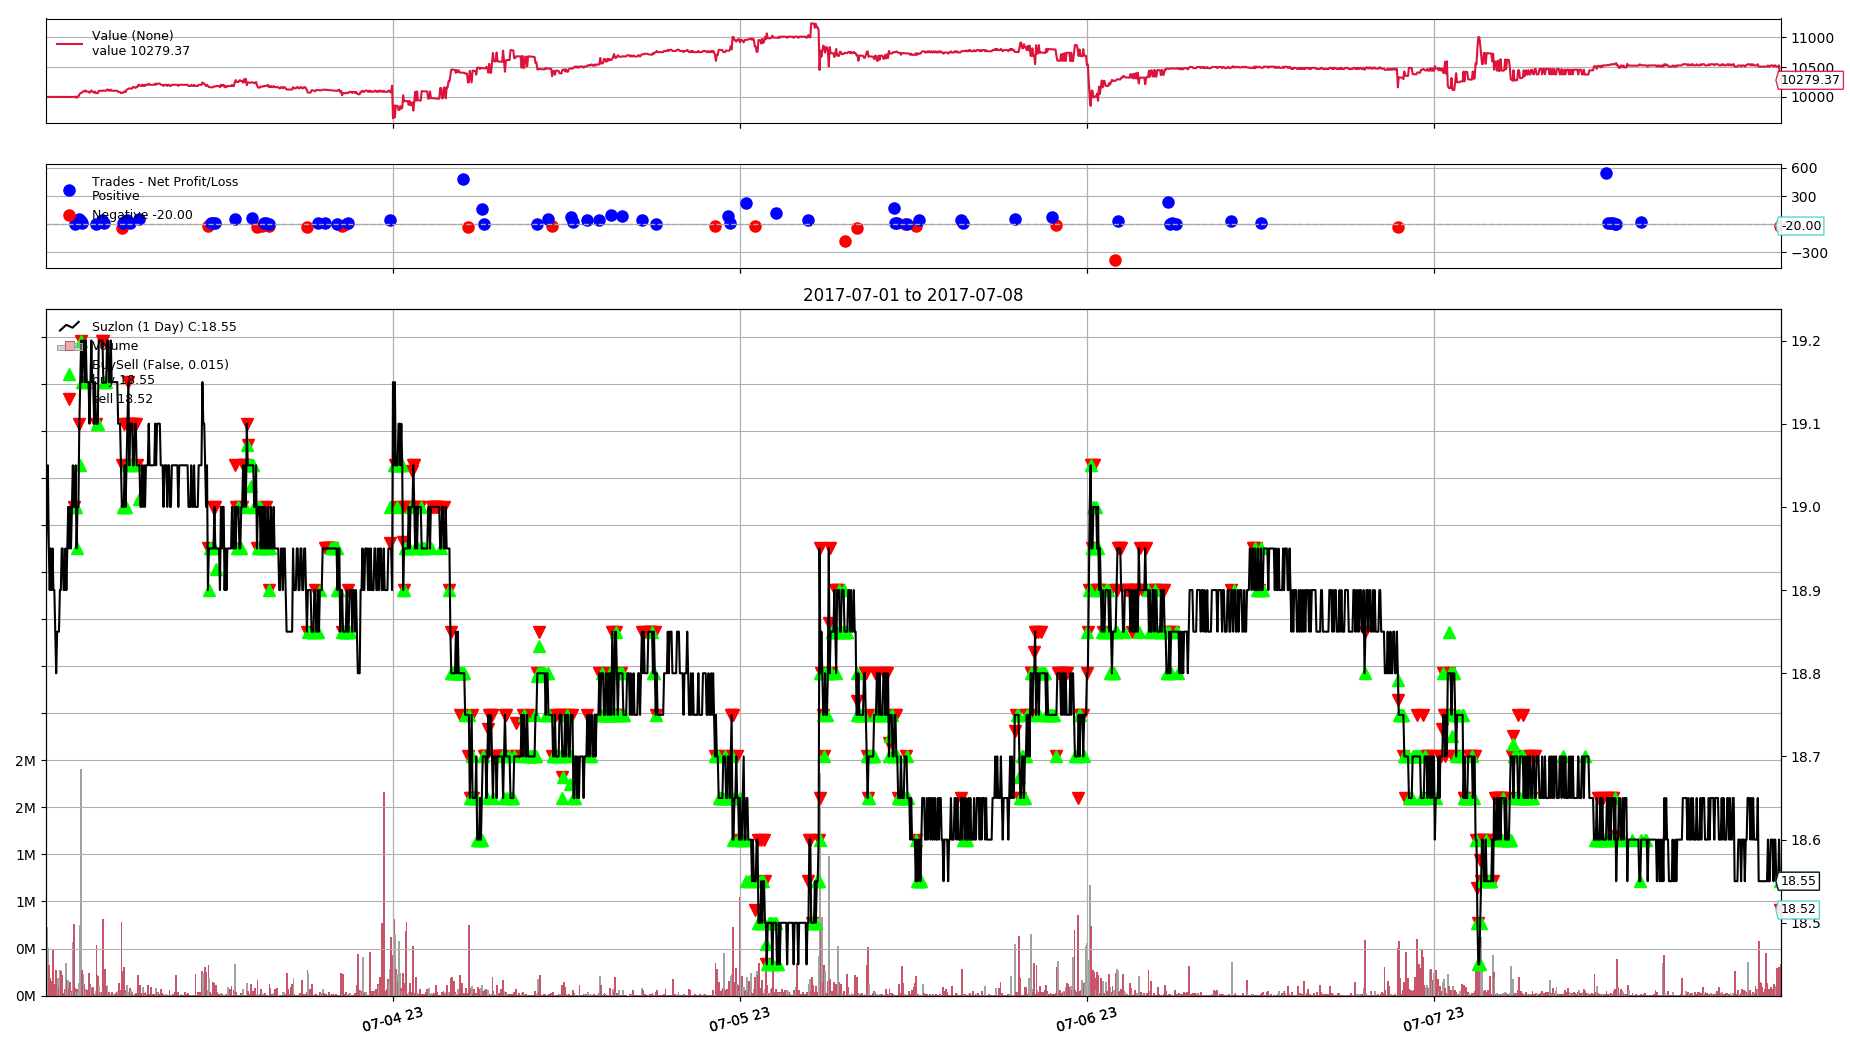 Value (None)
value 10279.37
11000
10500
10279.37
10000
Trades - Net Profit/Loss
Positive
Negative -20.00
600
300
-20.00
−300
2017-07-01 to 2017-07-08
Suzlon (1 Day) C:18.55
Volume
BuySell (False, 0.015)
buy 18.55
sell 18.52
19.2
19.1
19.0
18.9
18.8
18.7
18.6
18.55
18.52
18.5
2M
2M
1M
1M
0M
0M
07-04 23
07-05 23
07-06 23
07-07 23